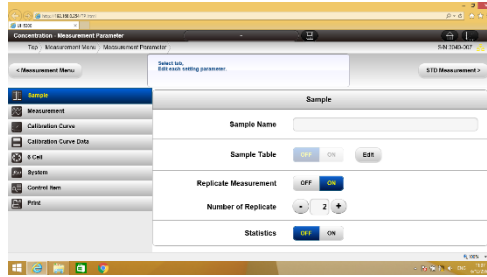 Concentration - Measurement Parameter
Top / Measurement Menu / Measurement Parameter
< Measurement Menu
Select tab,
Edit each setting parameter.
STD Measurement >
Sample
Measurement
Calibration Curve
Calibration Curve Data
6 Cell
System
Control Item
Print
Sample
Sample Name
Sample Table OFF ON Edit
Replicate Measurement OFF ON
Number of Replicate - 2 +
Statistics OFF ON